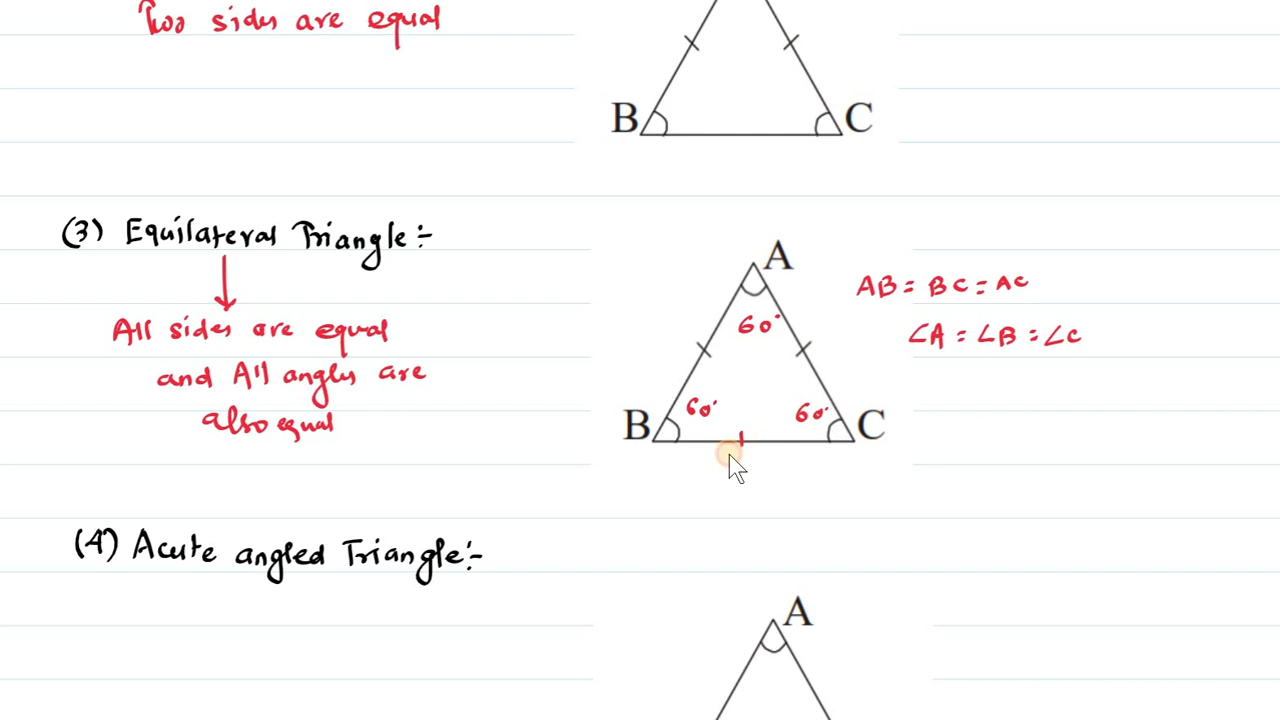 Two sides are equal
B
C
(3) Equilateral Triangle:-
All sides are equal
and All angles are
also equal
A
60°
60°
60°
B
C
AB = BC = AC
∠A = ∠B = ∠C
(4) Acute angled Triangle:-
A